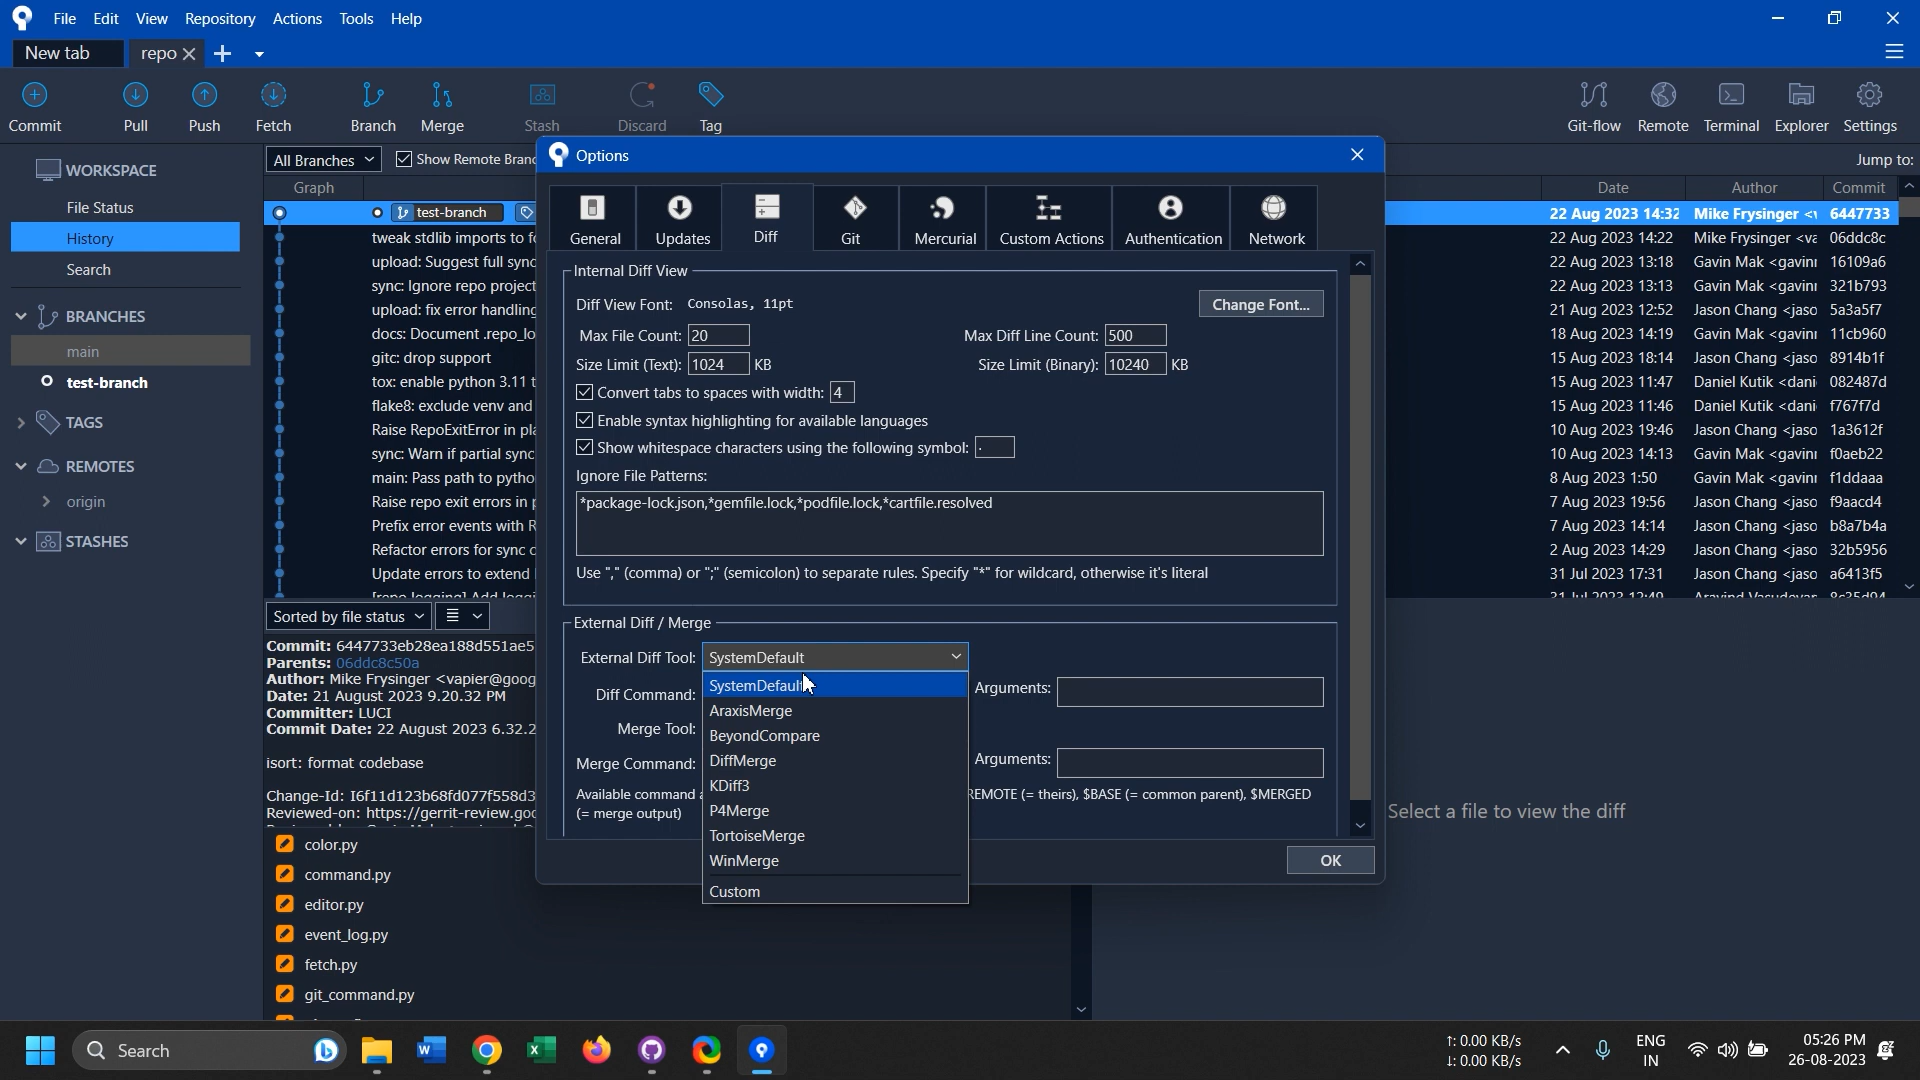 File Edit View Repository Actions Tools Help
New tab repo
Commit Pull Push Fetch Branch Merge Stash Discard Tag Git-flow Remote Terminal Explorer Settings
WORKSPACE
File Status
History
Search
BRANCHES
main
test-branch
TAGS
REMOTES
origin
STASHES
All Branches Show Remote Branc Jump to:
Graph Date Author Commit
test-branch 22 Aug 2023 14:32 Mike Frysinger <v 6447733
tweak stdlib imports to fo 22 Aug 2023 14:22 Mike Frysinger <va 06ddc8c
upload: Suggest full sync 22 Aug 2023 13:18 Gavin Mak <gavinr 16109a6
sync: Ignore repo project 22 Aug 2023 13:13 Gavin Mak <gavinr 321b793
upload: fix error handling 21 Aug 2023 12:52 Jason Chang <jaso 5a3a5f7
docs: Document .repo_lo 18 Aug 2023 14:19 Gavin Mak <gavinr 11cb960
gitc: drop support 15 Aug 2023 18:14 Jason Chang <jaso 8914b1f
tox: enable python 3.11 t 15 Aug 2023 11:47 Daniel Kutik <dani 082487d
flake8: exclude venv and 15 Aug 2023 11:46 Daniel Kutik <dani f767f7d
Raise RepoExitError in pla 10 Aug 2023 19:46 Jason Chang <jaso 1a3612f
sync: Warn if partial sync 10 Aug 2023 14:13 Gavin Mak <gavinr f0aeb22
main: Pass path to pytho 8 Aug 2023 1:50 Gavin Mak <gavinr f1ddaaa
Raise repo exit errors in p 7 Aug 2023 19:56 Jason Chang <jaso f9aacd4
Prefix error events with R 7 Aug 2023 14:14 Jason Chang <jaso b8a7b4a
Refactor errors for sync c 2 Aug 2023 14:29 Jason Chang <jaso 32b5956
Update errors to extend 31 Jul 2023 17:31 Jason Chang <jaso a6413f5
Sorted by file status
Commit: 6447733eb28ea188d551ae5
Parents: 06ddc8c50a
Author: Mike Frysinger <vapier@goog
Date: 21 August 2023 9.20.32 PM
Committer: LUCI
Commit Date: 22 August 2023 6.32.2
isort: format codebase
Change-Id: I6f11d123b68fd077f558d3
Reviewed-on: https://gerrit-review.goo
color.py
command.py
editor.py
event_log.py
fetch.py
git_command.py
Select a file to view the diff
Options
General Updates Diff Git Mercurial Custom Actions Authentication Network
Internal Diff View
Diff View Font: Consolas, 11pt Change Font...
Max File Count: 20 Max Diff Line Count: 500
Size Limit (Text): 1024 KB Size Limit (Binary): 10240 KB
Convert tabs to spaces with width: 4
Enable syntax highlighting for available languages
Show whitespace characters using the following symbol: ·
Ignore File Patterns:
*package-lock.json,*gemfile.lock,*podfile.lock,*cartfile.resolved
Use "," (comma) or ";" (semicolon) to separate rules. Specify "*" for wildcard, otherwise it's literal
External Diff / Merge
External Diff Tool: SystemDefault
Diff Command: Arguments:
Merge Tool:
Merge Command: Arguments:
Available command a REMOTE (= theirs), $BASE (= common parent), $MERGED
(= merge output)
SystemDefault
AraxisMerge
BeyondCompare
DiffMerge
KDiff3
P4Merge
TortoiseMerge
WinMerge
Custom
OK
Search
↑: 0.00 KB/s
↓: 0.00 KB/s
ENG
IN
05:26 PM
26-08-2023